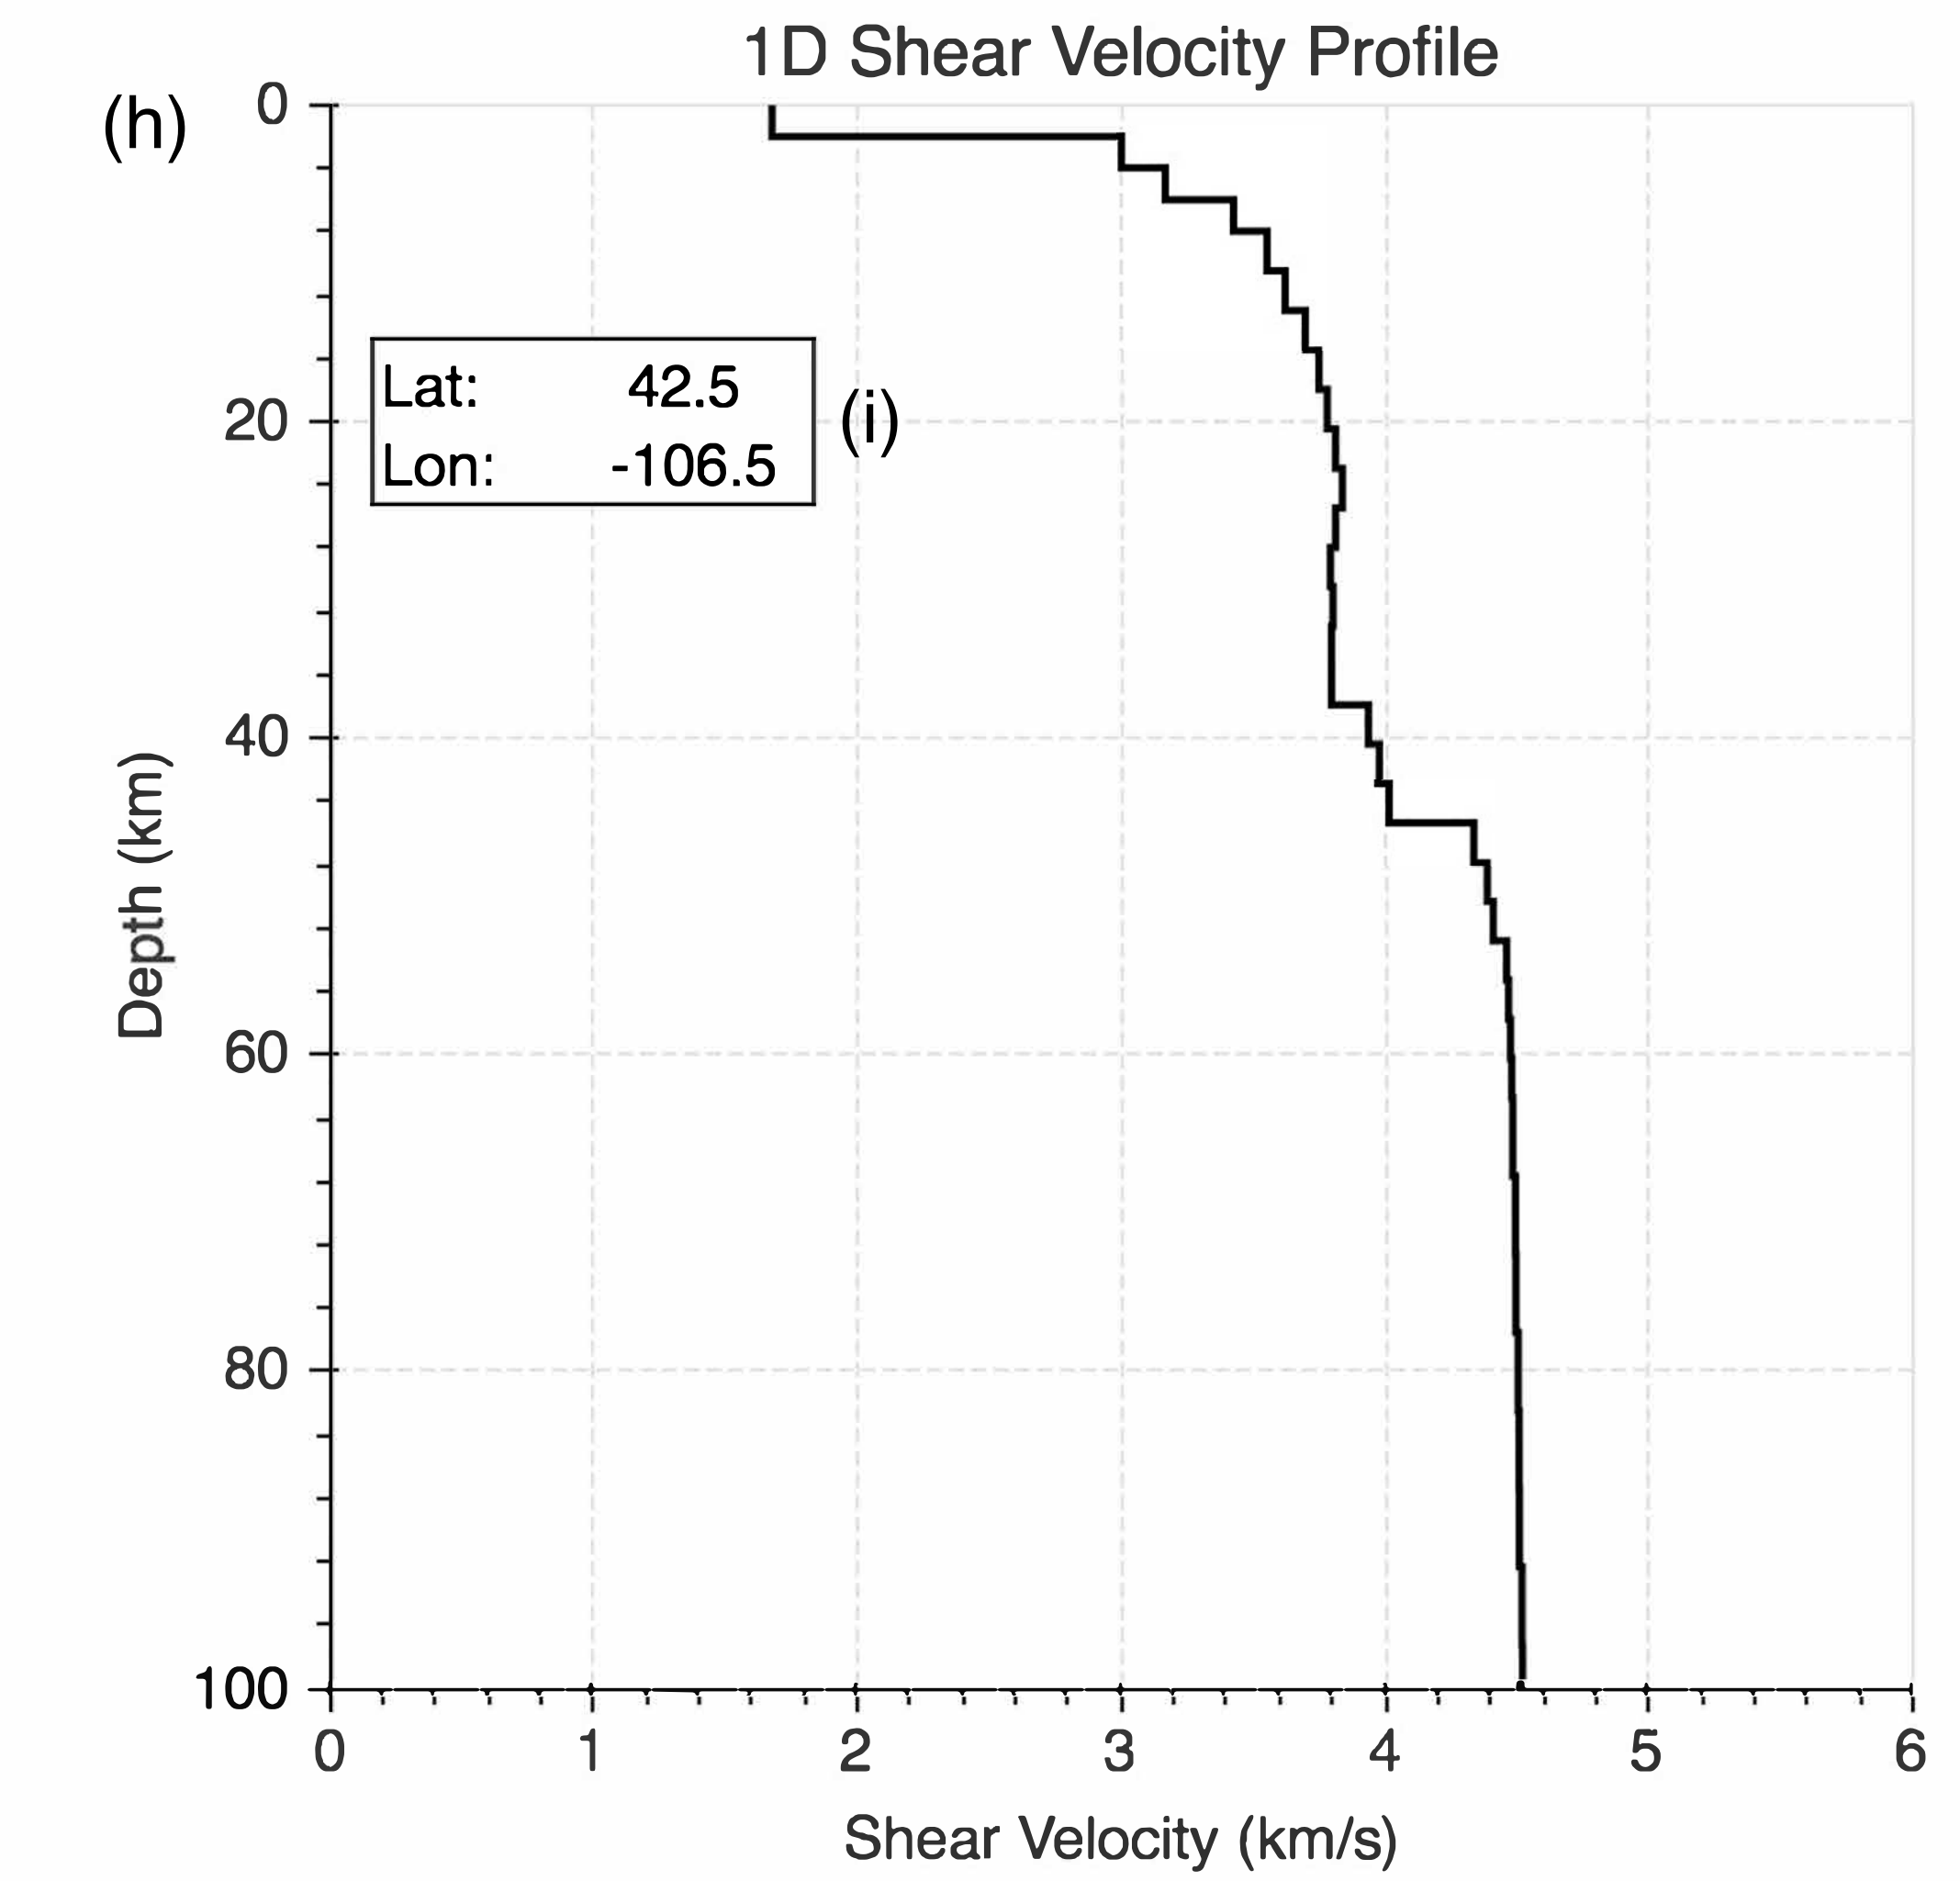 1D Shear Velocity Profile
(h)
0
20
40
60
80
100
Depth (km)
Lat: 42.5
Lon: -106.5
(i)
0 1 2 3 4 5 6
Shear Velocity (km/s)